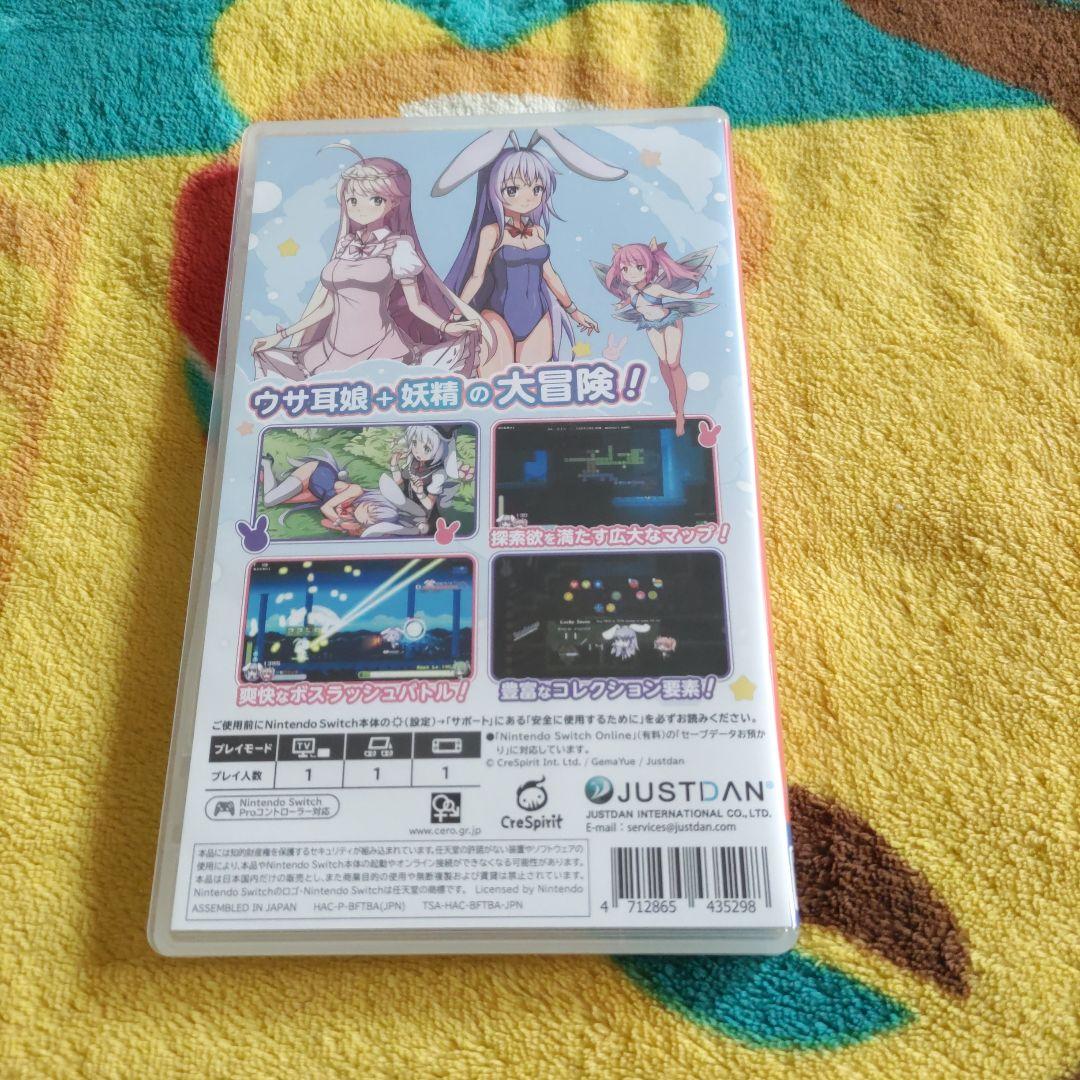 ウサ耳娘+妖精の大冒険!
探索欲を満たす広大なマップ!
爽快なボスラッシュバトル!
豊富なコレクション要素!
ご使用前にNintendo Switch本体の(設定)→「サポート」にある「安全に使用するために」を必ずお読みください。
プレイモード TV
プレイ人数 1 1 1
●「Nintendo Switch Online」(有料)の「セーブデータお預か
り」に対応しています。
© CreSpirit Int. Ltd. / GemaYue / Justdan
Nintendo Switch
Proコントローラー対応
www.cero.gr.jp
CreSpirit
JUSTDAN
JUSTDAN INTERNATIONAL CO., LTD.
E-mail：services@justdan.com
本品には知的財産権を保護するセキュリティが組み込まれています。任天堂の許諾がない装置やソフトウェアの
使用により、本品やNintendo Switch本体の起動やオンライン接続ができなくなる可能性があります。
本品は日本国内だけの販売とし、また商業目的の使用や無断複製および賃貸は禁止されています。
Nintendo Switchのロゴ・Nintendo Switchは任天堂の商標です。 Licensed by Nintendo
ASSEMBLED IN JAPAN HAC-P-BFTBA(JPN) TSA-HAC-BFTBA-JPN
4 712865 435298